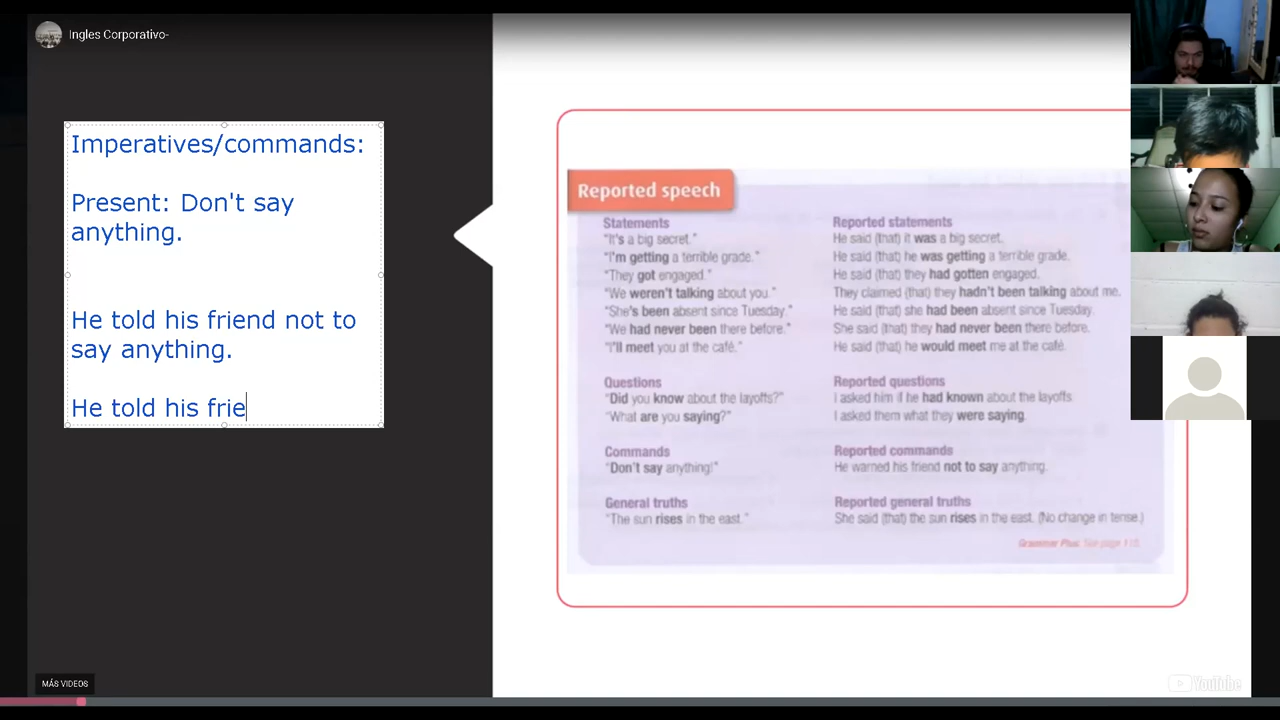 Ingles Corporativo-
Imperatives/commands:
Present: Don't say
anything.
He told his friend not to
say anything.
He told his frie
Reported speech
Statements
"It's a big secret."
"I'm getting a terrible grade."
"They got engaged."
"We weren't talking about you."
"She's been absent since Tuesday."
"We had never been there before."
"I'll meet you at the café."
Reported statements
He said (that) it was a big secret.
He said (that) he was getting a terrible grade.
He said (that) they had gotten engaged.
They claimed (that) they hadn't been talking about me.
He said (that) she had been absent since Tuesday.
She said (that) they had never been there before.
He said (that) he would meet me at the café.
Questions
"Did you know about the layoffs?"
"What are you saying?"
Reported questions
I asked him if he had known about the layoffs.
I asked them what they were saying.
Commands
"Don't say anything!"
Reported commands
He warned his friend not to say anything.
General truths
"The sun rises in the east."
Reported general truths
She said (that) the sun rises in the east. (No change in tense.)
Grammar Plus: See page 115.
MÁS VIDEOS
YouTube